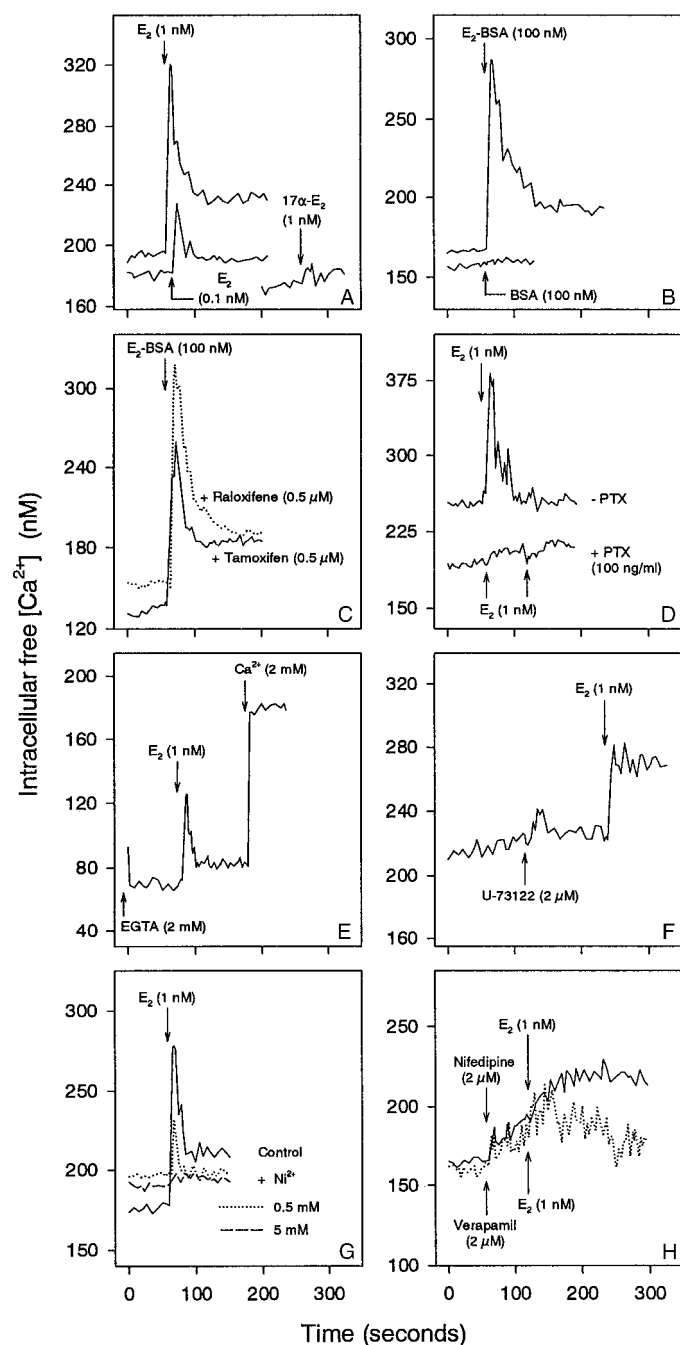 Intracellular free [Ca²⁺] (nM)
E₂ (1 nM)
320
280
230
200
160
17α-E₂
(1 nM)
E₂
(0.1 nM)
A
E₂-BSA (100 nM)
300
250
200
150
BSA (100 nM)
B
E₂-BSA (100 nM)
300
240
180
120
+ Raloxifene (0.5 µM)
+ Tamoxifen (0.5 µM)
C
E₂ (1 nM)
375
300
225
150
- PTX
+ PTX
(100 ng/ml)
E₂ (1 nM)
D
200
160
120
80
40
Ca²⁺ (2 mM)
E₂ (1 nM)
EGTA (2 mM)
E
320
280
220
200
160
E₂ (1 nM)
U-73122 (2 µM)
F
E₂ (1 nM)
300
250
200
140
Control
+ Ni²⁺
0.5 mM
5 mM
G
0
100
200
300
250
200
150
100
E₂ (1 nM)
Nifedipine
(2 µM)
E₂ (1 nM)
Verapamil
(2 µM)
H
0
100
200
300
Time (seconds)